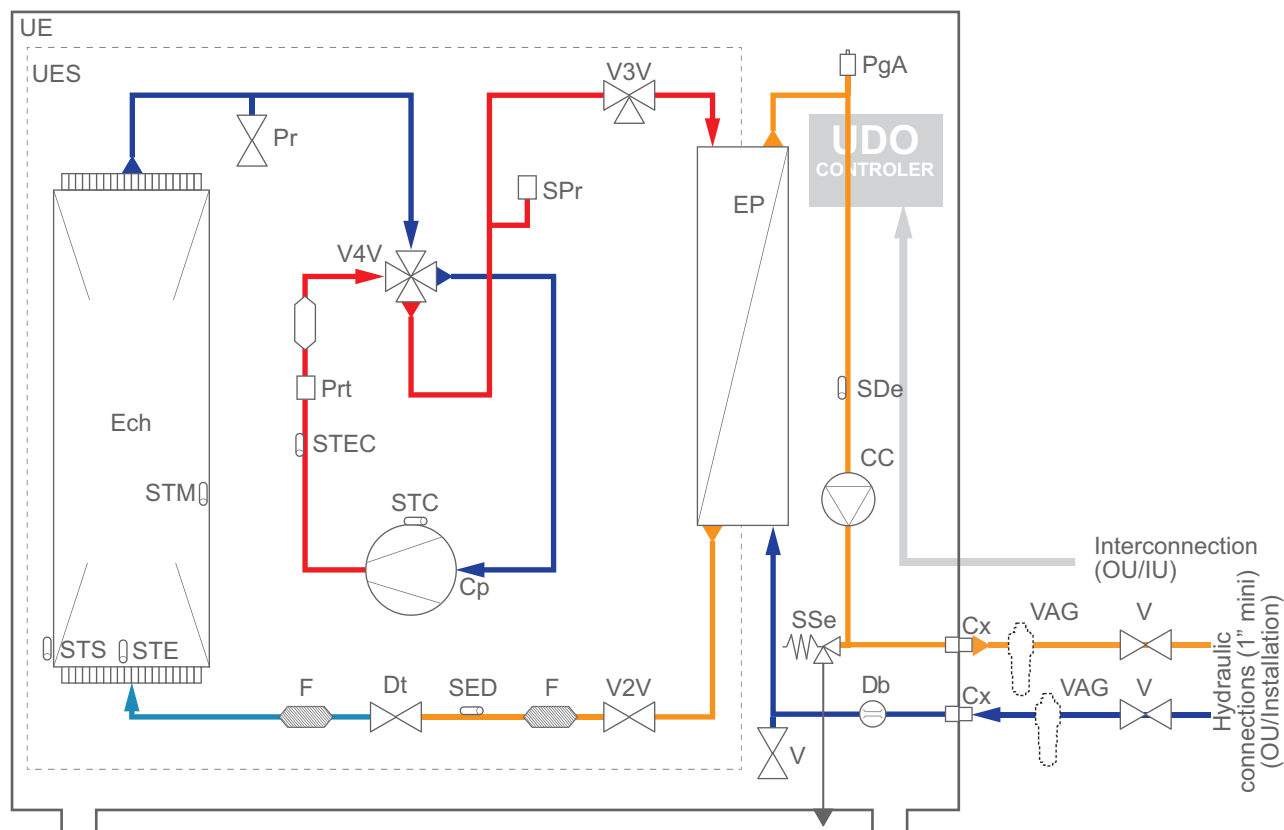 UE
UES
PgA
V3V
UDO
CONTROLER
Pr
SPr
EP
V4V
Prt
SDe
Ech
STEC
CC
STM
STC
Interconnection
(OU/IU)
Cp
SSe
Cx
VAG
V
STS
STE
F
Dt
SED
F
V2V
Db
Cx
VAG
V
V
Hydraulic
connections (1” mini)
(OU/Installation)